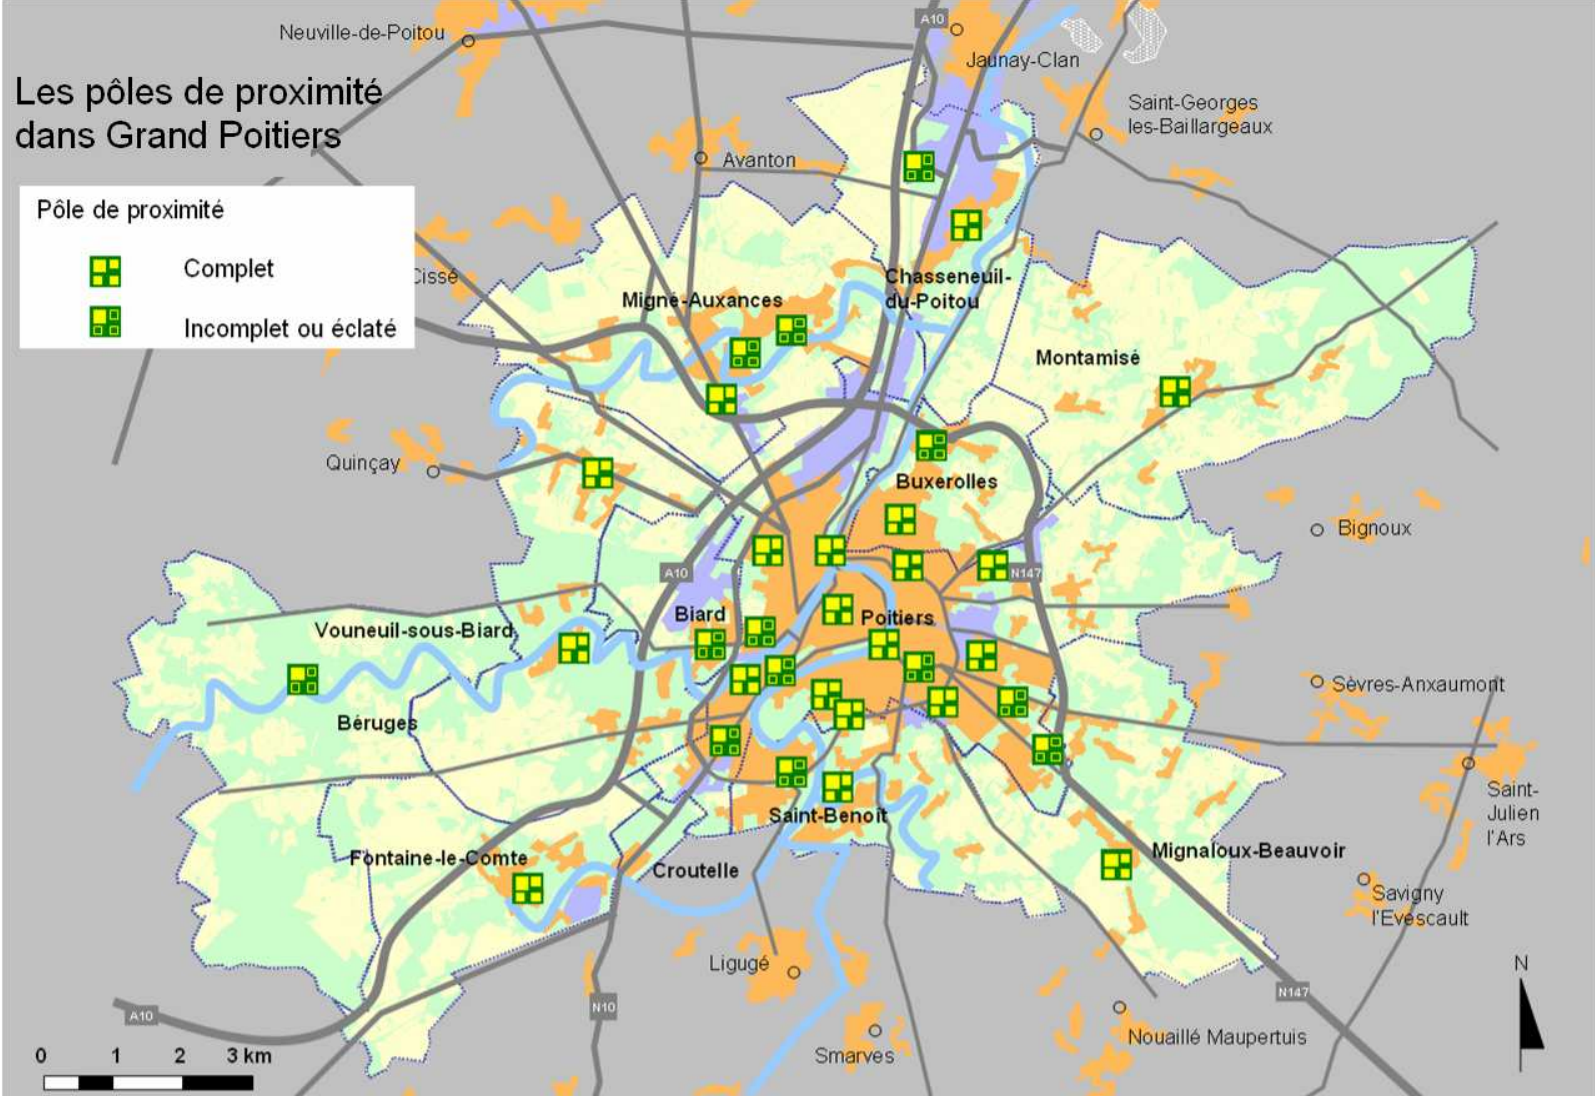 A10
Neuville-de-Poitou
Jaunay-Clan
Les pôles de proximité
dans Grand Poitiers
Saint-Georges
les-Baillargeaux
Avanton
Pôle de proximité
Complet
Incomplet ou éclaté
Cissé
Migné-Auxances
Chasseneuil-
du-Poitou
Montamisé
Quinçay
Buxerolles
Bignoux
A10
N147
Biard
Poitiers
Vouneuil-sous-Biard
Sèvres-Anxaumont
Béruges
Saint-
Julien
l'Ars
Saint-Benoît
Mignaloux-Beauvoir
Fontaine-le-Comte
Croutelle
Savigny
l'Evescault
Ligugé
N
N147
N10
A10
Nouaillé Maupertuis
Smarves
0 1 2 3 km